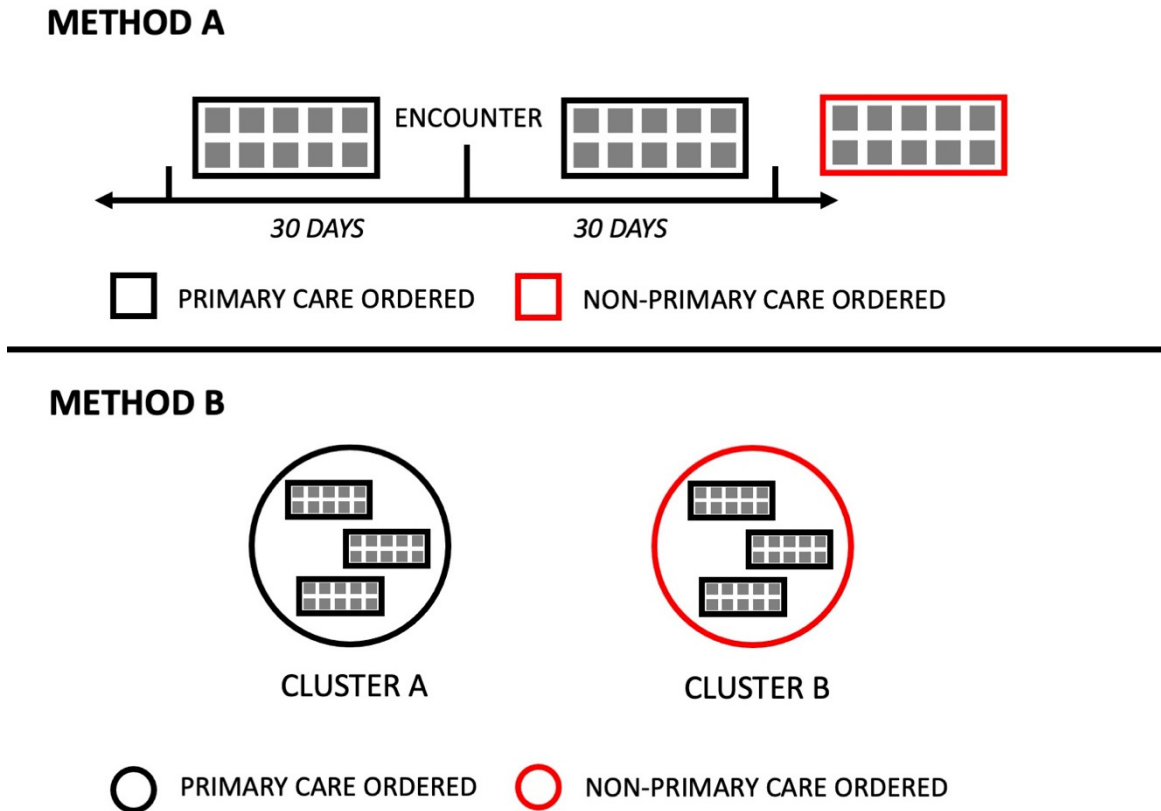 METHOD A
ENCOUNTER
30 DAYS 30 DAYS
PRIMARY CARE ORDERED NON-PRIMARY CARE ORDERED
METHOD B
CLUSTER A CLUSTER B
PRIMARY CARE ORDERED NON-PRIMARY CARE ORDERED